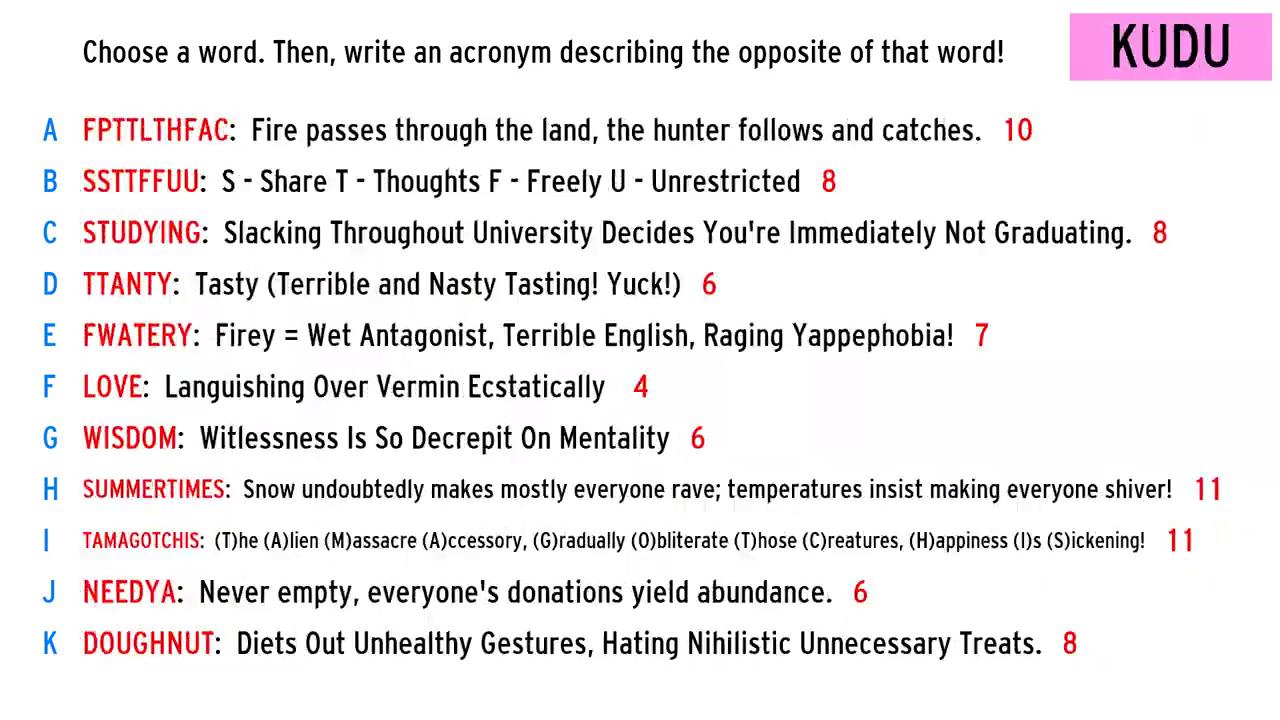 Choose a word. Then, write an acronym describing the opposite of that word!
KUDU
A FPTTLTHFAC: Fire passes through the land, the hunter follows and catches. 10
B SSTTFFUU: S - Share T - Thoughts F - Freely U - Unrestricted 8
C STUDYING: Slacking Throughout University Decides You're Immediately Not Graduating. 8
D TTANTY: Tasty (Terrible and Nasty Tasting! Yuck!) 6
E FWATERY: Firey = Wet Antagonist, Terrible English, Raging Yappephobia! 7
F LOVE: Languishing Over Vermin Ecstatically 4
G WISDOM: Witlessness Is So Decrepit On Mentality 6
H SUMMERTIMES: Snow undoubtedly makes mostly everyone rave; temperatures insist making everyone shiver! 11
I TAMAGOTCHIS: (T)he (A)lien (M)assacre (A)ccessory, (G)radually (O)bliterate (T)hose (C)reatures, (H)appiness (I)s (S)ickening! 11
J NEEDYA: Never empty, everyone's donations yield abundance. 6
K DOUGHNUT: Diets Out Unhealthy Gestures, Hating Nihilistic Unnecessary Treats. 8